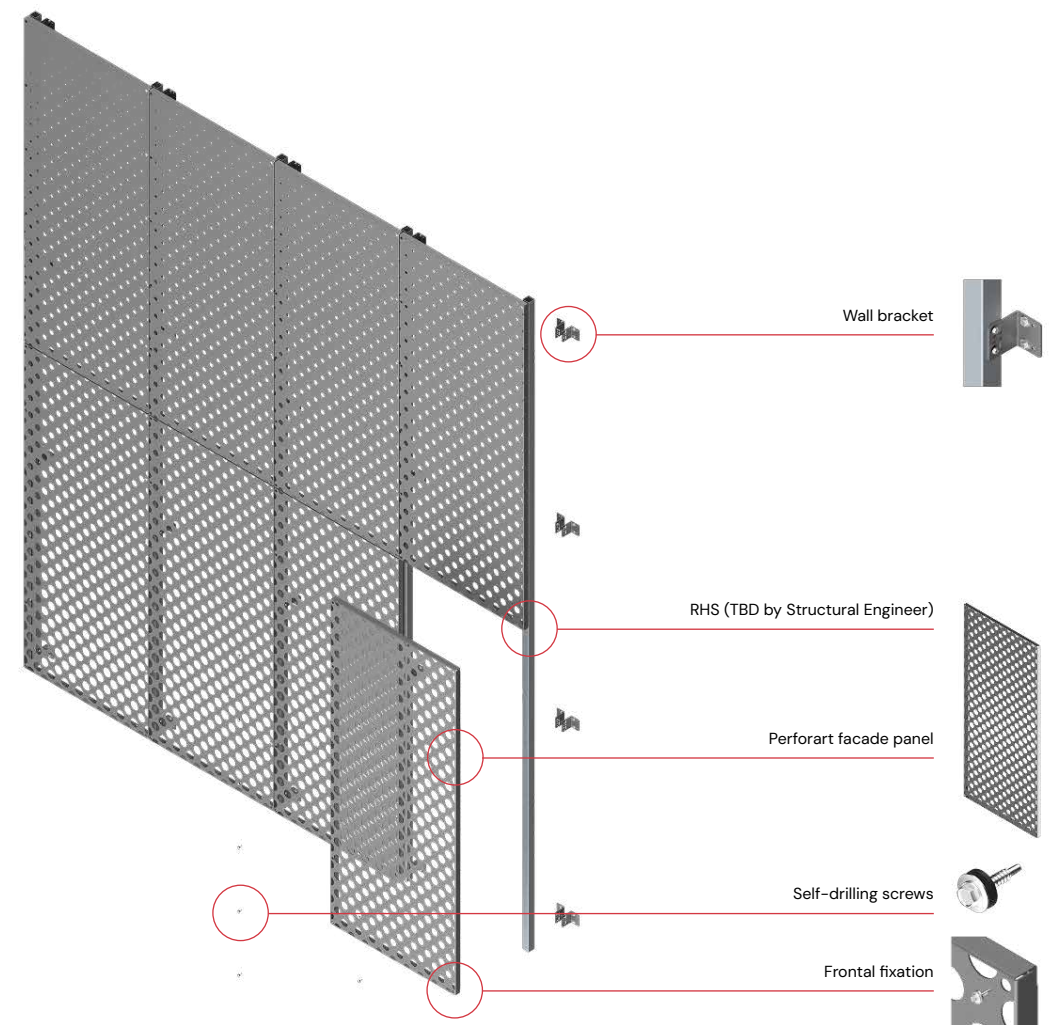 Wall bracket
RHS (TBD by Structural Engineer)
Perforart facade panel
Self-drilling screws
Frontal fixation